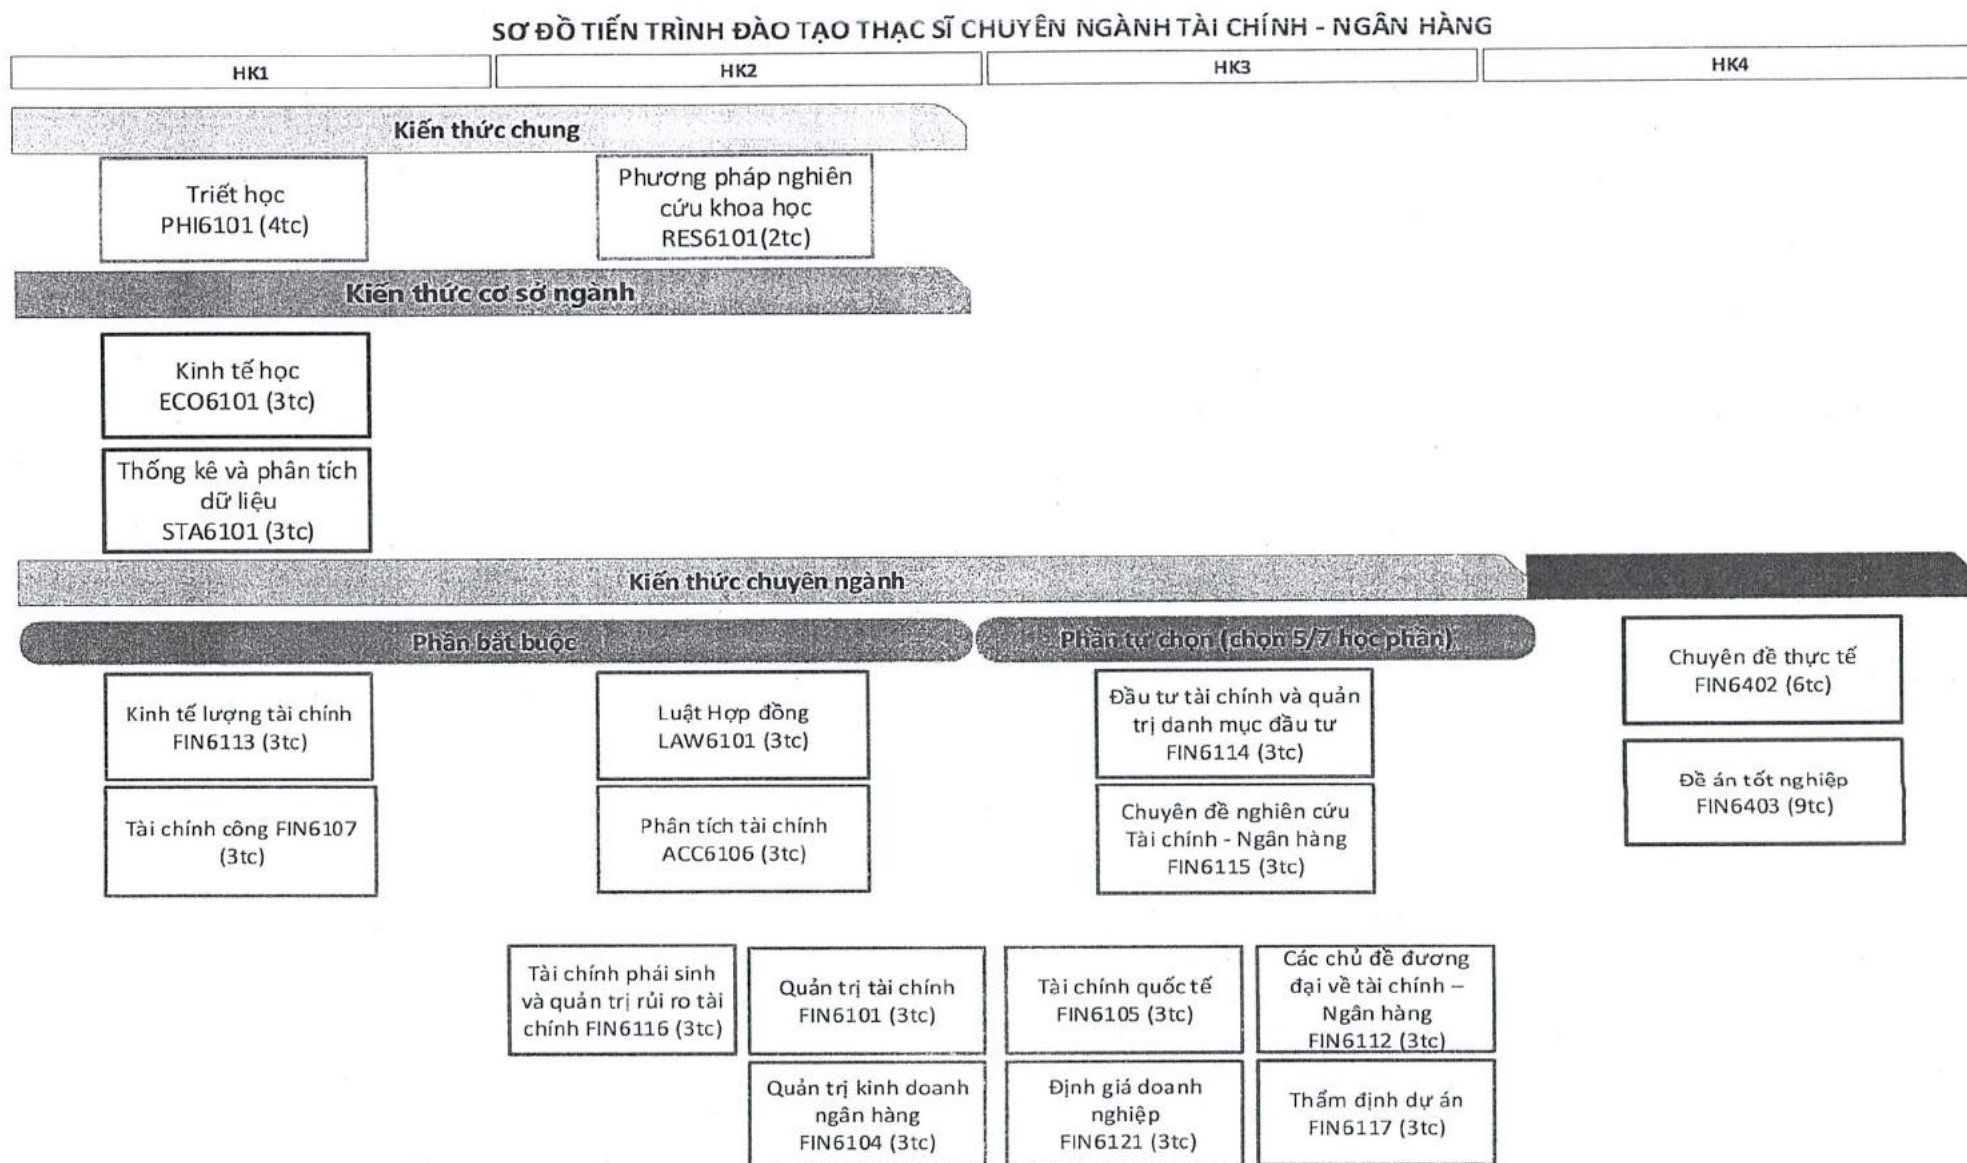 SƠ ĐỒ TIẾN TRÌNH ĐÀO TẠO THẠC SĨ CHUYÊN NGÀNH TÀI CHÍNH - NGÂN HÀNG
HK1
HK2
HK3
HK4
Kiến thức chung
Triết học
PHI6101 (4tc)
Phương pháp nghiên
cứu khoa học
RES6101(2tc)
Kiến thức cơ sở ngành
Kinh tế học
ECO6101 (3tc)
Thống kê và phân tích
dữ liệu
STA6101 (3tc)
Kiến thức chuyên ngành
Phần bắt buộc
Phần tự chọn (chọn 5/7 học phần)
Kinh tế lượng tài chính
FIN6113 (3tc)
Luật Hợp đồng
LAW6101 (3tc)
Đầu tư tài chính và quản
trị danh mục đầu tư
FIN6114 (3tc)
Chuyên đề thực tế
FIN6402 (6tc)
Tài chính công FIN6107
(3tc)
Phân tích tài chính
ACC6106 (3tc)
Chuyên đề nghiên cứu
Tài chính - Ngân hàng
FIN6115 (3tc)
Đề án tốt nghiệp
FIN6403 (9tc)
Tài chính phái sinh
và quản trị rủi ro tài
chính FIN6116 (3tc)
Quản trị tài chính
FIN6101 (3tc)
Tài chính quốc tế
FIN6105 (3tc)
Các chủ đề đương
đại về tài chính –
Ngân hàng
FIN6112 (3tc)
Quản trị kinh doanh
ngân hàng
FIN6104 (3tc)
Định giá doanh
nghiệp
FIN6121 (3tc)
Thẩm định dự án
FIN6117 (3tc)